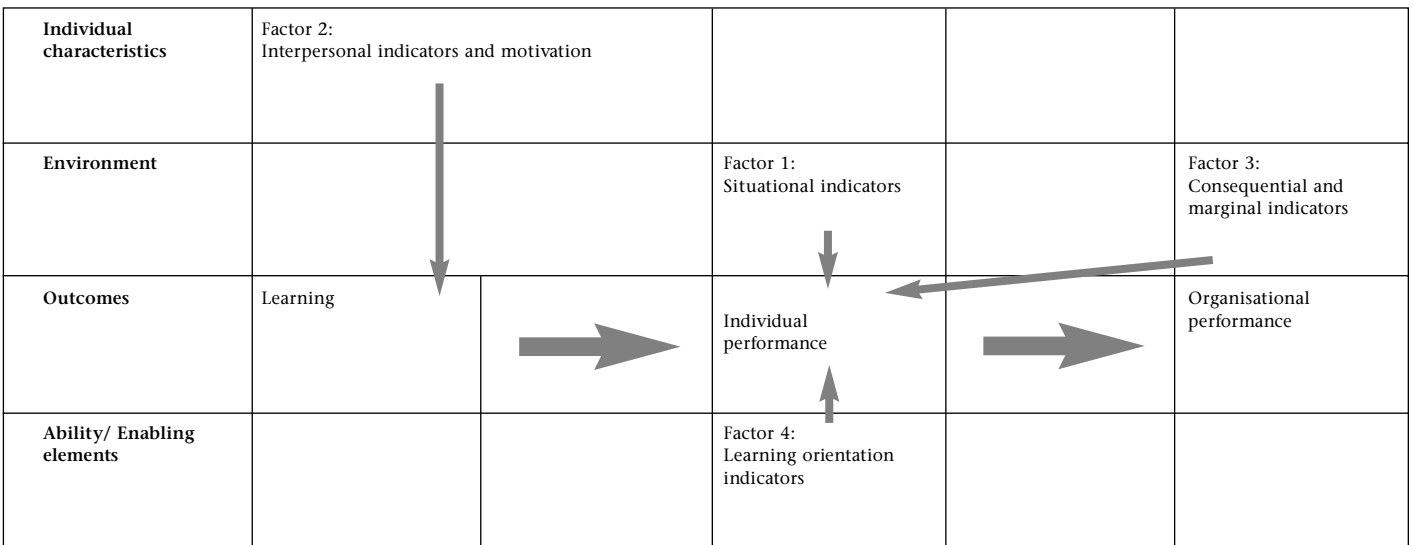 Individual
characteristics
Factor 2:
Interpersonal indicators and motivation
Environment
Factor 1:
Situational indicators
Factor 3:
Consequential and
marginal indicators
Outcomes
Learning
Individual
performance
Organisational
performance
Ability/ Enabling
elements
Factor 4:
Learning orientation
indicators